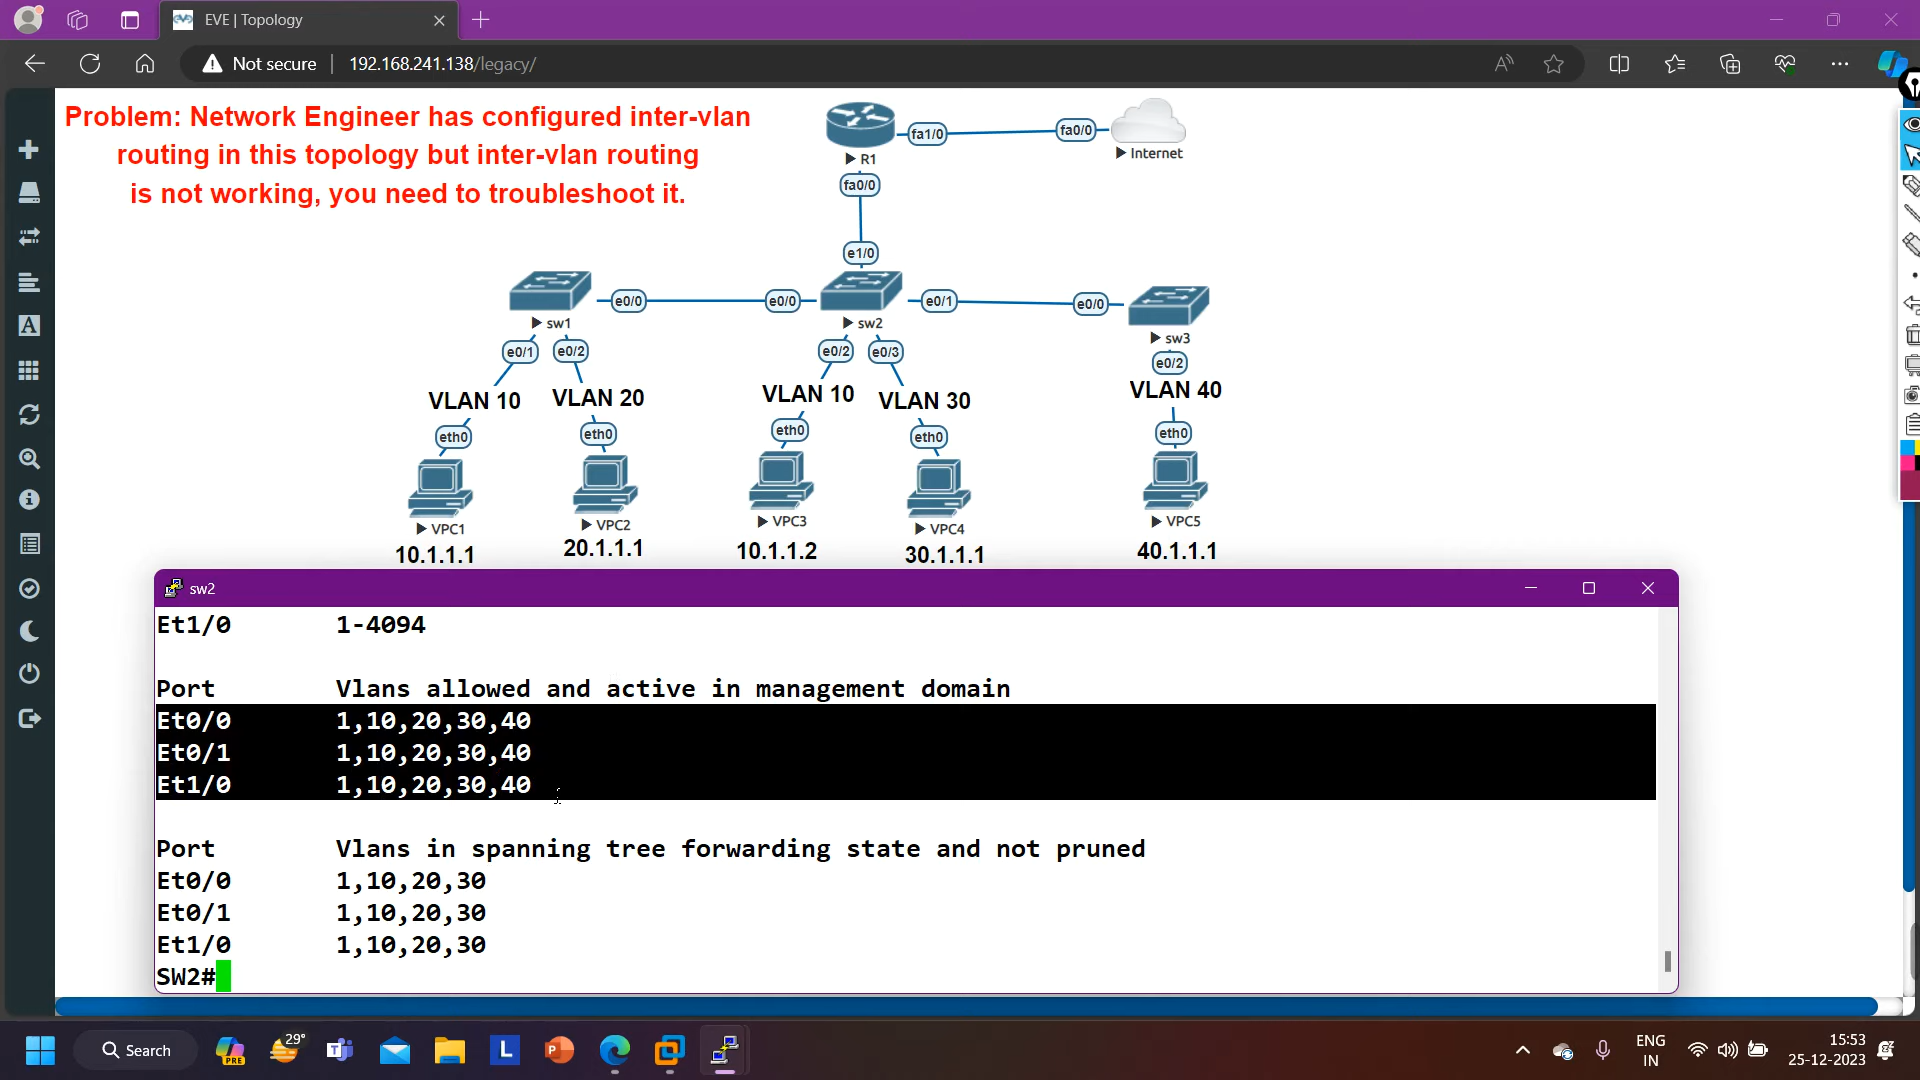 EVE | Topology
Not secure
192.168.241.138/legacy/
Problem: Network Engineer has configured inter-vlan
routing in this topology but inter-vlan routing
is not working, you need to troubleshoot it.
fa1/0
fa0/0
R1
Internet
fa0/0
e1/0
e0/0
e0/0
e0/1
e0/0
sw1
sw2
sw3
e0/1
e0/2
e0/2
e0/3
e0/2
VLAN 10
VLAN 20
VLAN 10
VLAN 30
VLAN 40
eth0
eth0
eth0
eth0
eth0
VPC1
VPC2
VPC3
VPC4
VPC5
10.1.1.1
20.1.1.1
10.1.1.2
30.1.1.1
40.1.1.1
sw2
Et1/0 1-4094
Port Vlans allowed and active in management domain
Et0/0 1,10,20,30,40
Et0/1 1,10,20,30,40
Et1/0 1,10,20,30,40
Port Vlans in spanning tree forwarding state and not pruned
Et0/0 1,10,20,30
Et0/1 1,10,20,30
Et1/0 1,10,20,30
SW2#
Search
PRE
29°
L
ENG
IN
15:53
25-12-2023